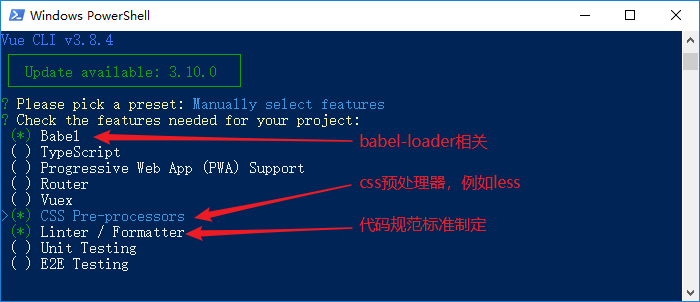 Windows PowerShell
Vue CLI v3.8.4
Update available: 3.10.0
? Please pick a preset: Manually select features
? Check the features needed for your project:
(*) Babel
babel-loader相关
( ) TypeScript
( ) Progressive Web App (PWA) Support
( ) Router
css预处理器，例如less
( ) Vuex
>(*) CSS Pre-processors
(*) Linter / Formatter
代码规范标准制定
( ) Unit Testing
( ) E2E Testing